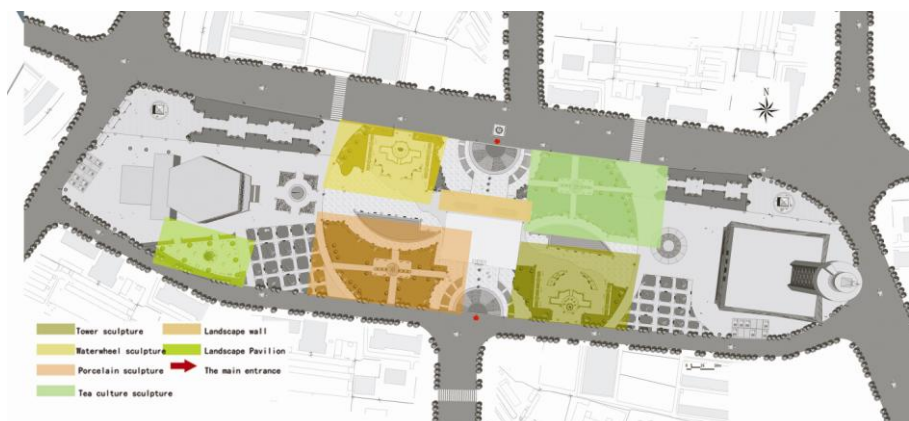 N
Tower sculpture
Landscape wall
Waterwheel sculpture
Landscape Pavilion
Porcelain sculpture
The main entrance
Tea culture sculpture